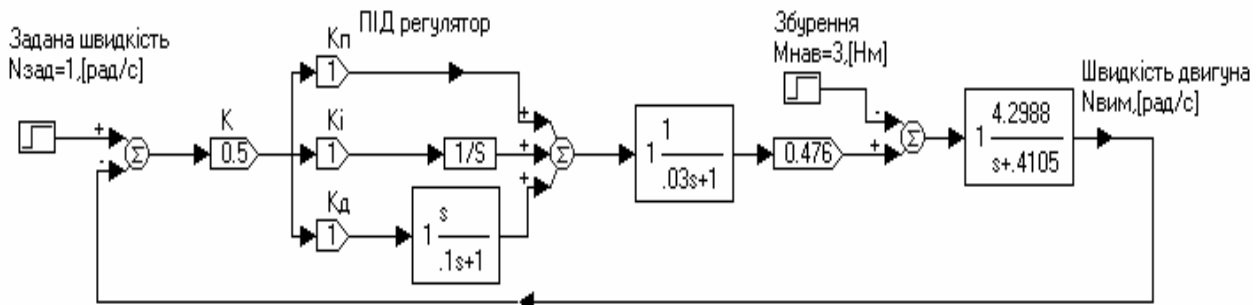 ПІД регулятор
Збурення
Mнав=3,[Нм]
Задана швидкість
Nзад=1,[рад/с]
Швидкість двигуна
Nвим,[рад/с]
Кп
1
К
0.5
Кі
1
1/S
Кд
1
1
s
.1s+1
+
-
Σ
+
+
+
Σ
1
1
.03s+1
0.476
-
+
Σ
1
4.2988
s+.4105